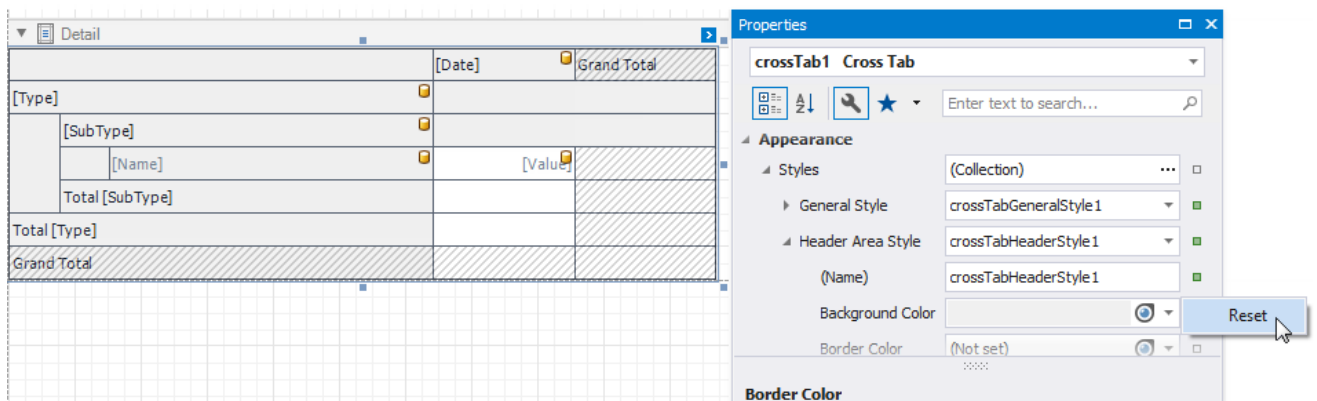 Detail
[Date] Grand Total
[Type]
[SubType]
[Name] [Value]
Total [SubType]
Total [Type]
Grand Total
Properties
crossTab1 Cross Tab
Enter text to search...
Appearance
Styles (Collection)
General Style crossTabGeneralStyle1
Header Area Style crossTabHeaderStyle1
(Name) crossTabHeaderStyle1
Background Color
Reset
Border Color (Not set)
Border Color